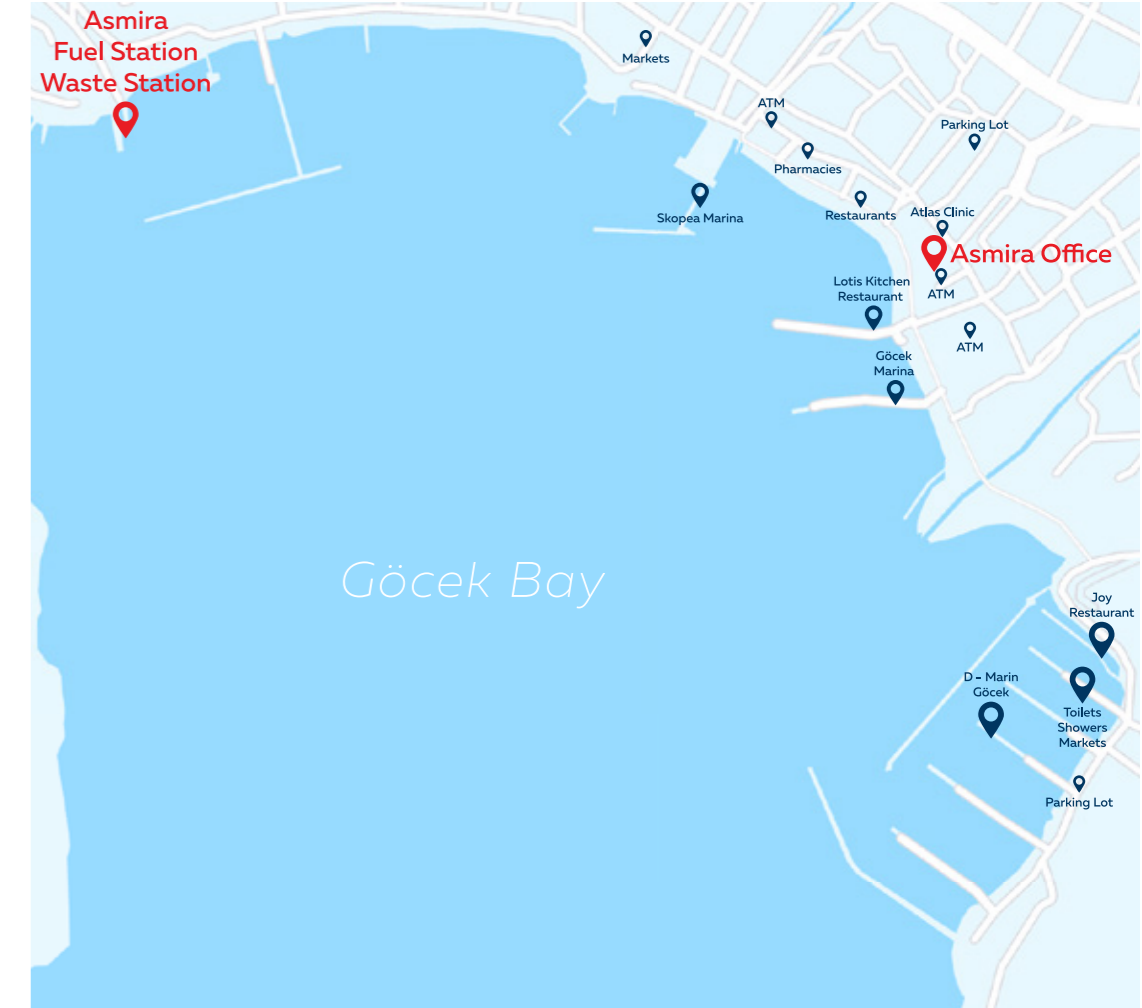 Asmira
Fuel Station
Waste Station
Markets
ATM
Parking Lot
Pharmacies
Skopea Marina
Restaurants
Atlas Clinic
Asmira Office
ATM
Lotis Kitchen
Restaurant
ATM
Göcek
Marina
Göcek Bay
Joy
Restaurant
D - Marin
Göcek
Toilets
Showers
Markets
Parking Lot